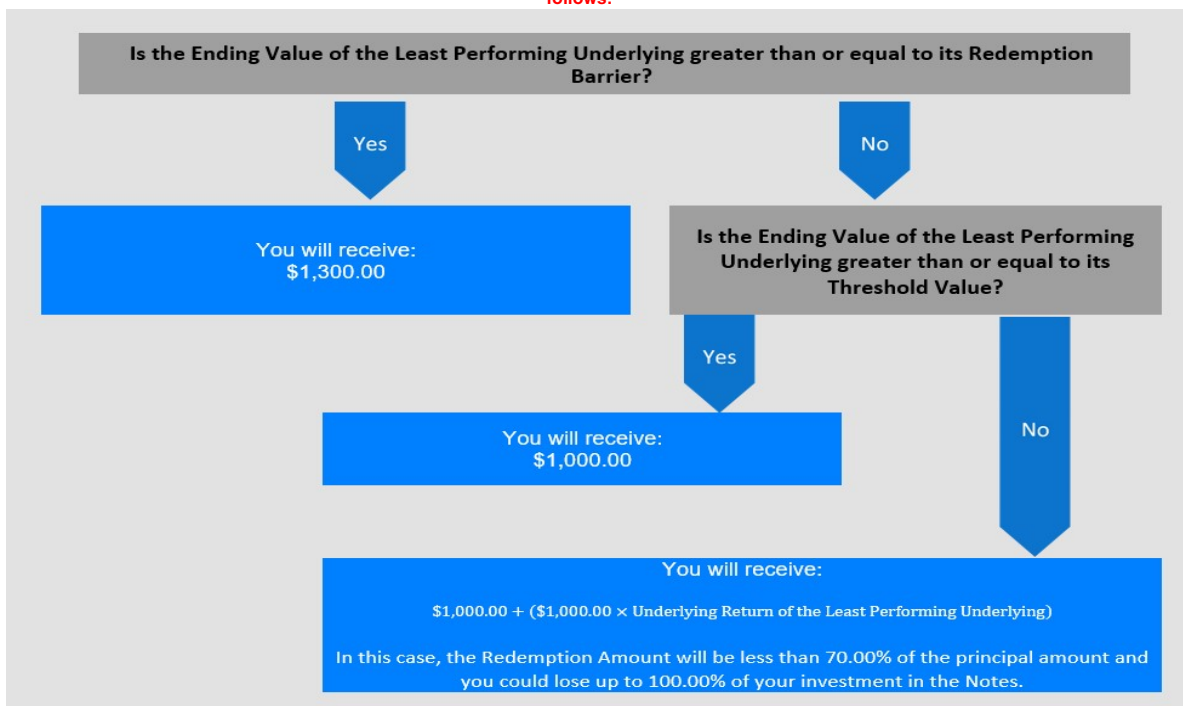 follows:
Is the Ending Value of the Least Performing Underlying greater than or equal to its Redemption
Barrier?
Yes
No
You will receive:
$1,300.00
Is the Ending Value of the Least Performing
Underlying greater than or equal to its
Threshold Value?
Yes
No
You will receive:
$1,000.00
You will receive:
$1,000.00 + ($1,000.00 × Underlying Return of the Least Performing Underlying)
In this case, the Redemption Amount will be less than 70.00% of the principal amount and
you could lose up to 100.00% of your investment in the Notes.